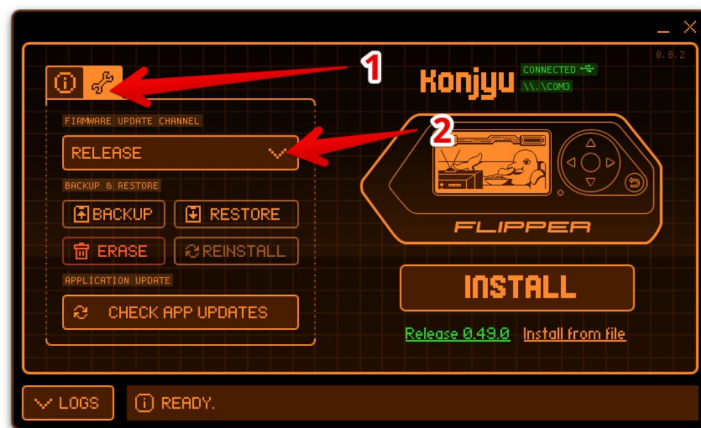 0.0.2
1
Konjyu
CONNECTED
\\.\COM3
FIRMWARE UPDATE CHANNEL
2
RELEASE
BACKUP & RESTORE
BACKUP
RESTORE
FLIPPER
ERASE
REINSTALL
APPLICATION UPDATE
INSTALL
CHECK APP UPDATES
Release 0.49.0 Install from file
LOGS
READY.